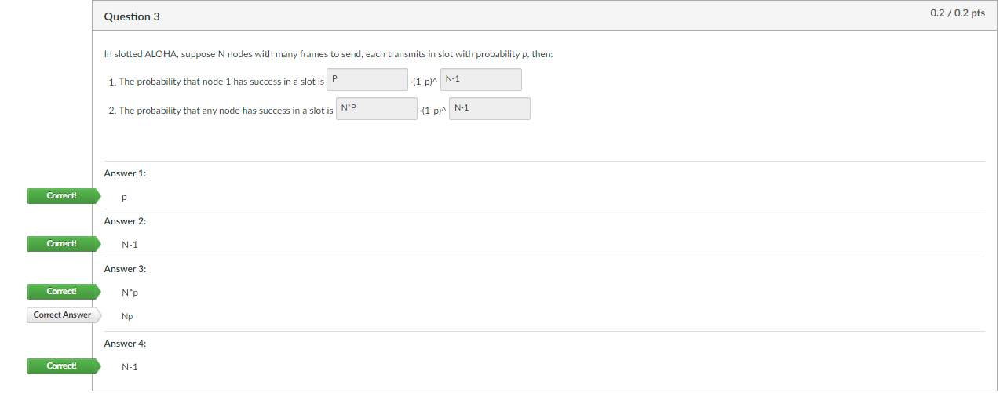 Question 3
0.2 / 0.2 pts
In slotted ALOHA, suppose N nodes with many frames to send, each transmits in slot with probability p, then:
1. The probability that node 1 has success in a slot is P ·(1-p)^ N-1
2. The probability that any node has success in a slot is N*P ·(1-p)^ N-1
Answer 1:
Correct! p
Answer 2:
Correct! N-1
Answer 3:
Correct! N*p
Correct Answer Np
Answer 4:
Correct! N-1